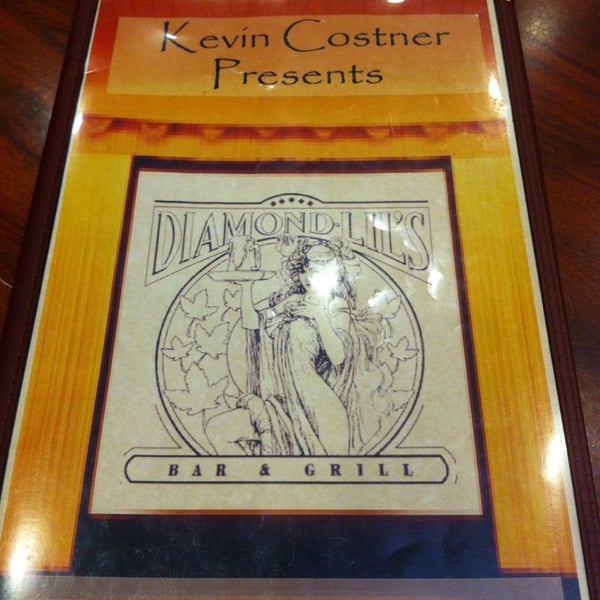 Kevin Costner
Presents
DIAMOND·LIL'S
BAR & GRILL